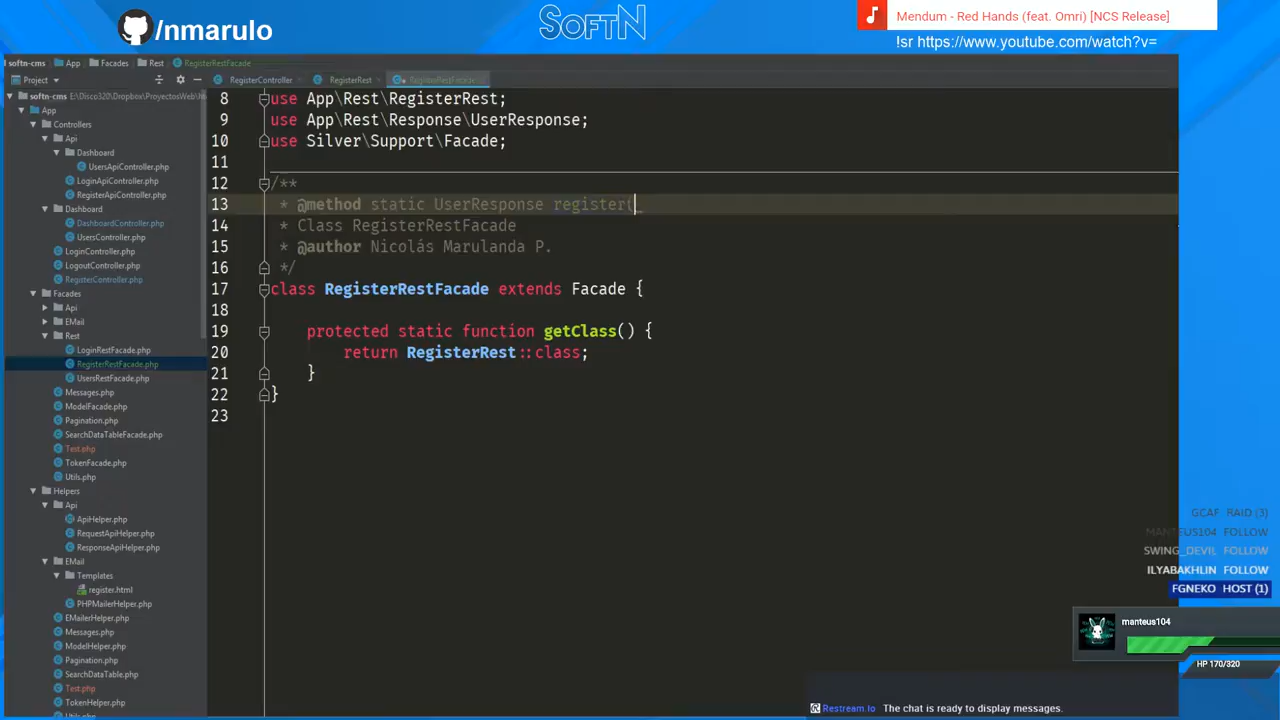 /nmarulo
SOFTN
Mendum - Red Hands (feat. Omri) [NCS Release]
!sr https://www.youtube.com/watch?v=
softn-cms App Facades Rest RegisterRestFacade
Project RegisterController RegisterRest RegisterRestFacade
softn-cms E:\Disco320\Dropbox\ProyectosWeb\
App
Controllers
Api
Dashboard
UsersApiController.php
LoginApiController.php
RegisterApiController.php
Dashboard
DashboardController.php
UsersController.php
LoginController.php
LogoutController.php
RegisterController.php
Facades
Api
EMail
Rest
LoginRestFacade.php
RegisterRestFacade.php
UsersRestFacade.php
Messages.php
ModelFacade.php
Pagination.php
SearchDataTableFacade.php
Test.php
TokenFacade.php
Utils.php
Helpers
Api
ApiHelper.php
RequestApiHelper.php
ResponseApiHelper.php
EMail
Templates
register.html
PHPMailerHelper.php
EMailerHelper.php
Messages.php
ModelHelper.php
Pagination.php
SearchDataTable.php
Test.php
TokenHelper.php
Utils.php
8 use App\Rest\RegisterRest;
9 use App\Rest\Response\UserResponse;
10 use Silver\Support\Facade;
11
12 /**
13 * @method static UserResponse register(
14 * Class RegisterRestFacade
15 * @author Nicolás Marulanda P.
16 */
17 class RegisterRestFacade extends Facade {
18
19 protected static function getClass() {
20 return RegisterRest::class;
21 }
22 }
23
GCAF RAID (3)
MANTEUS104 FOLLOW
SWING_DEVIL FOLLOW
ILYABAKHLIN FOLLOW
FGNEKO HOST (1)
manteus104
HP 170/320
Restream Io The chat is ready to display messages.